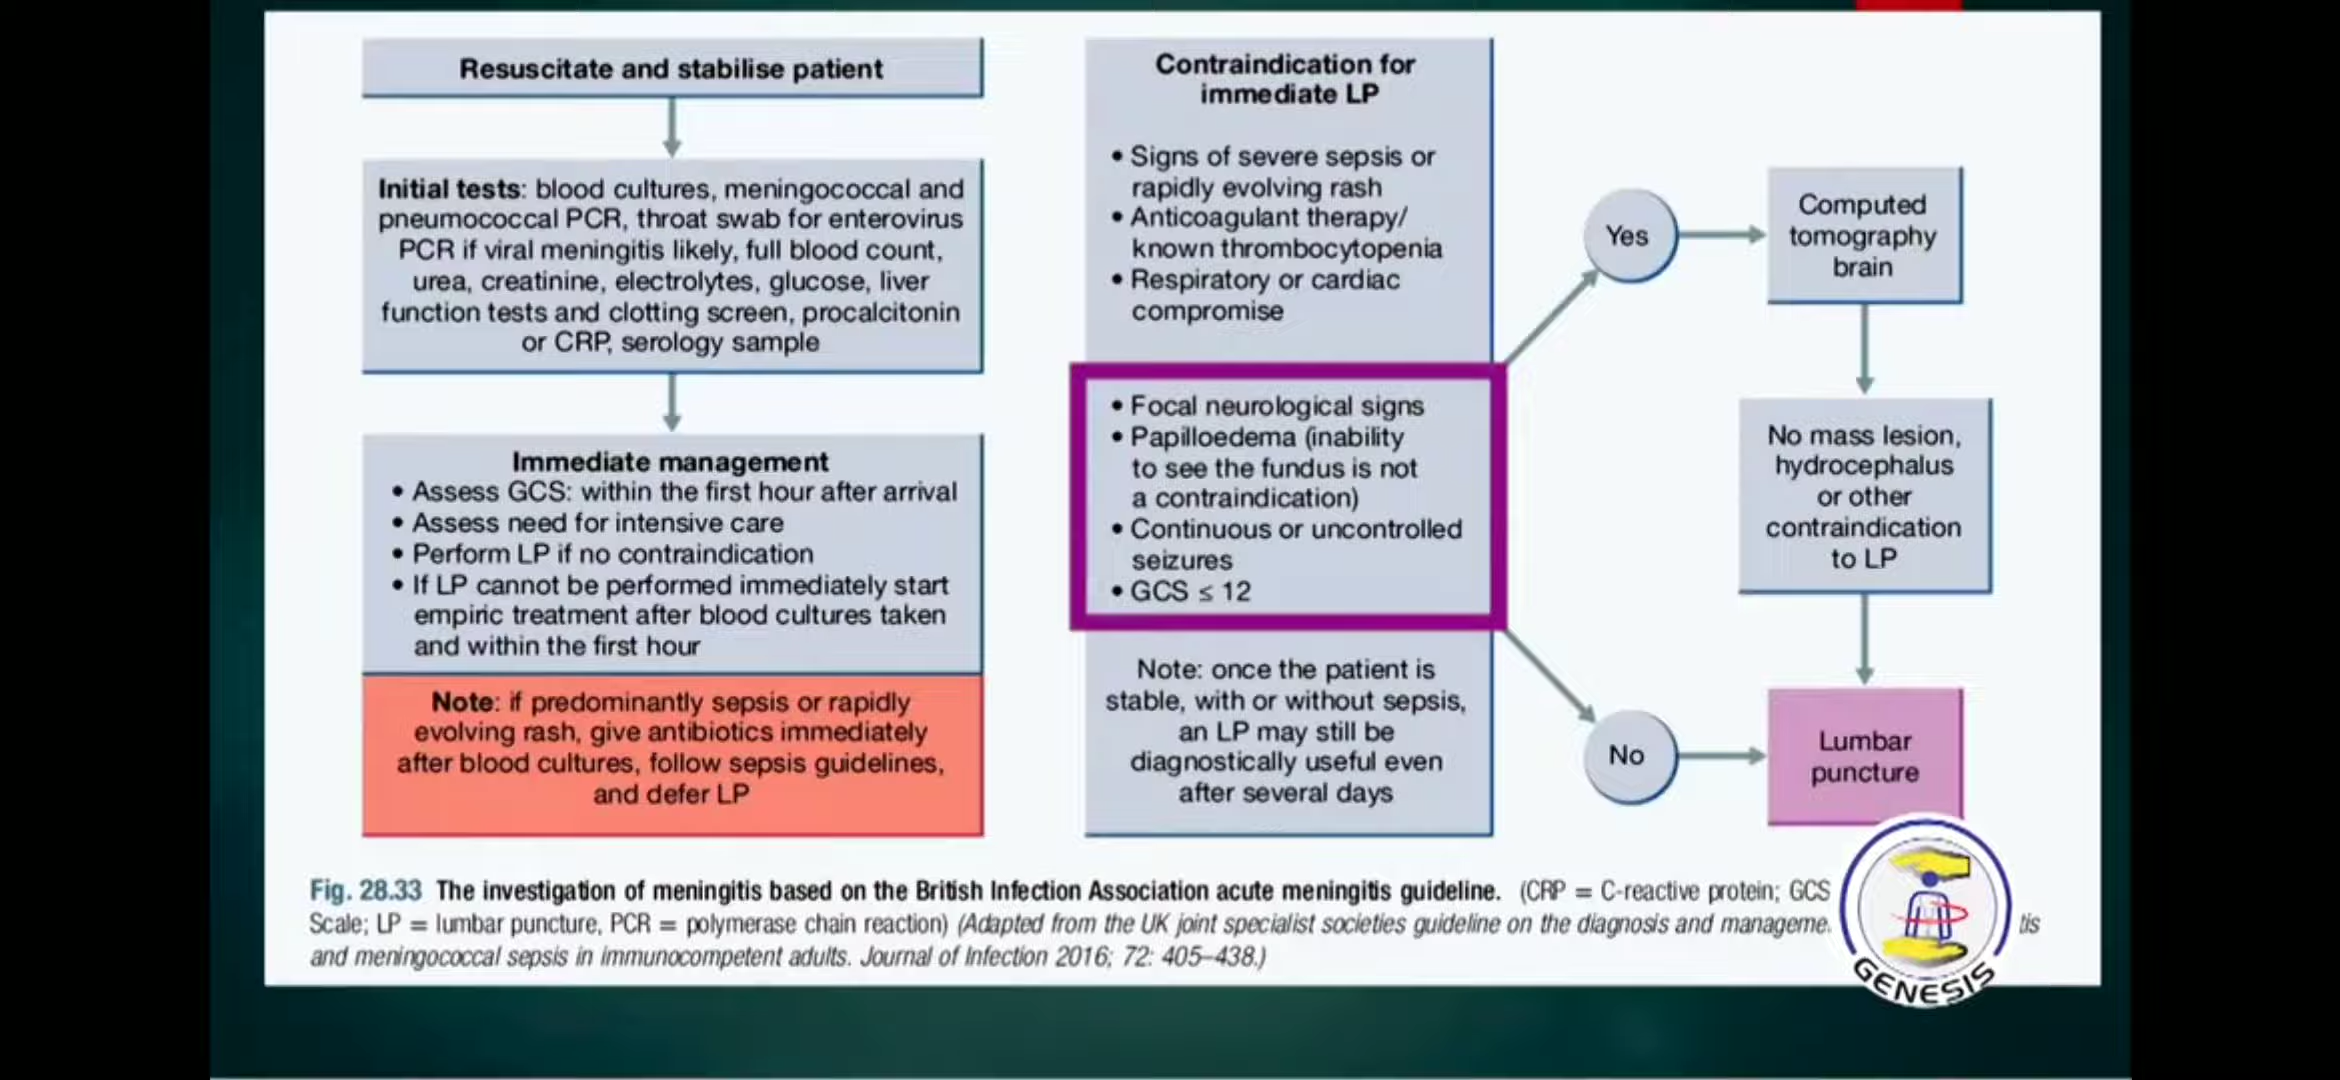 Resuscitate and stabilise patient
Initial tests: blood cultures, meningococcal and
pneumococcal PCR, throat swab for enterovirus
PCR if viral meningitis likely, full blood count,
urea, creatinine, electrolytes, glucose, liver
function tests and clotting screen, procalcitonin
or CRP, serology sample
Immediate management
• Assess GCS: within the first hour after arrival
• Assess need for intensive care
• Perform LP if no contraindication
• If LP cannot be performed immediately start
empiric treatment after blood cultures taken
and within the first hour
Note: if predominantly sepsis or rapidly
evolving rash, give antibiotics immediately
after blood cultures, follow sepsis guidelines,
and defer LP
Contraindication for
immediate LP
• Signs of severe sepsis or
rapidly evolving rash
• Anticoagulant therapy/
known thrombocytopenia
• Respiratory or cardiac
compromise
• Focal neurological signs
• Papilloedema (inability
to see the fundus is not
a contraindication)
• Continuous or uncontrolled
seizures
• GCS ≤ 12
Note: once the patient is
stable, with or without sepsis,
an LP may still be
diagnostically useful even
after several days
Yes
Computed
tomography
brain
No mass lesion,
hydrocephalus
or other
contraindication
to LP
No
Lumbar
puncture
Fig. 28.33 The investigation of meningitis based on the British Infection Association acute meningitis guideline. (CRP = C-reactive protein; GCS
Scale; LP = lumbar puncture, PCR = polymerase chain reaction) (Adapted from the UK joint specialist societies guideline on the diagnosis and manageme. tis
and meningococcal sepsis in immunocompetent adults. Journal of Infection 2016; 72: 405–438.)
GENESIS